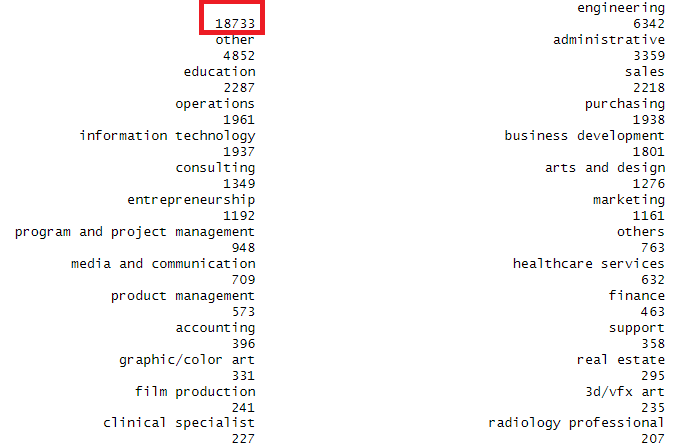 engineering
18733 6342
other administrative
4852 3359
education sales
2287 2218
operations purchasing
1961 1938
information technology business development
1937 1801
consulting arts and design
1349 1276
entrepreneurship marketing
1192 1161
program and project management others
948 763
media and communication healthcare services
709 632
product management finance
573 463
accounting support
396 358
graphic/color art real estate
331 295
film production 3d/vfx art
241 235
clinical specialist radiology professional
227 207